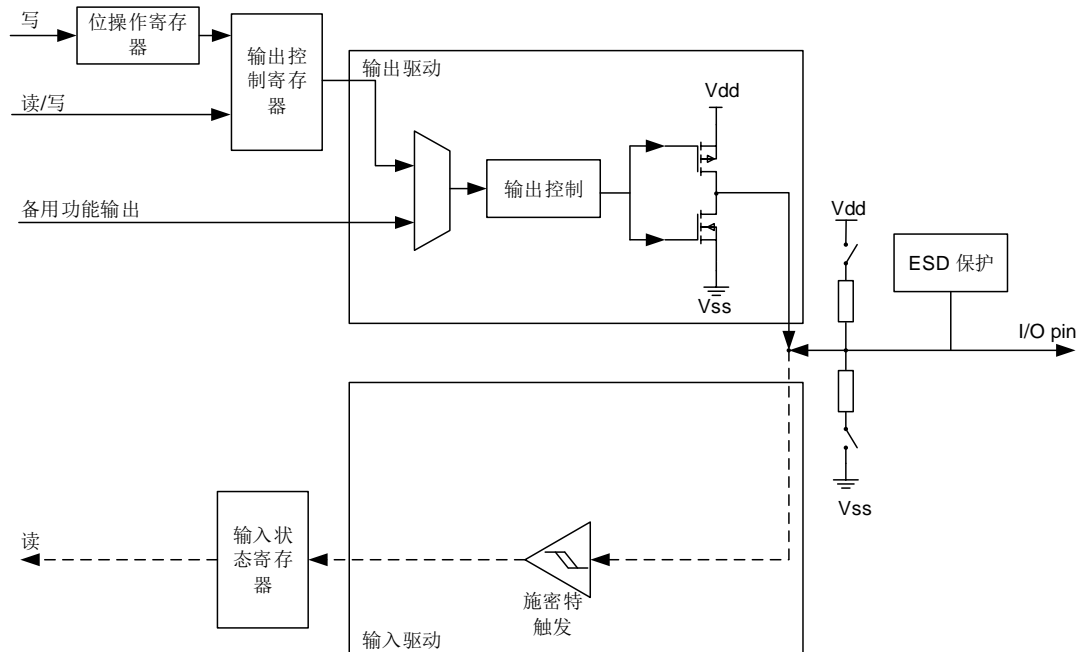 写
位操作寄存
器
输出控
制寄存
器
读/写
备用功能输出
输出驱动
Vdd
输出控制
Vss
Vdd
ESD 保护
I/O pin
Vss
读
输入状
态寄存
器
施密特
触发
输入驱动